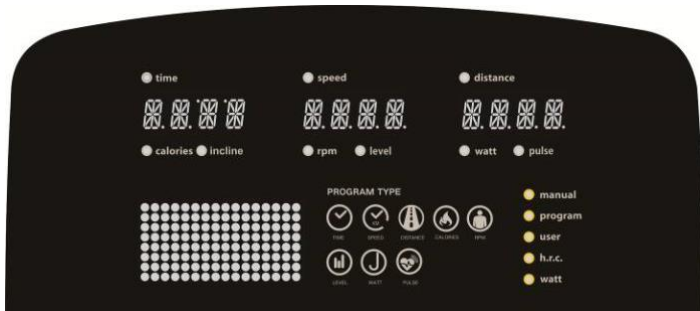 time speed distance
calories incline rpm level watt pulse
PROGRAM TYPE
manual
program
user
h.r.c.
watt
TIME SPEED DISTANCE CALORIES RPM
LEVEL WATT PULSE